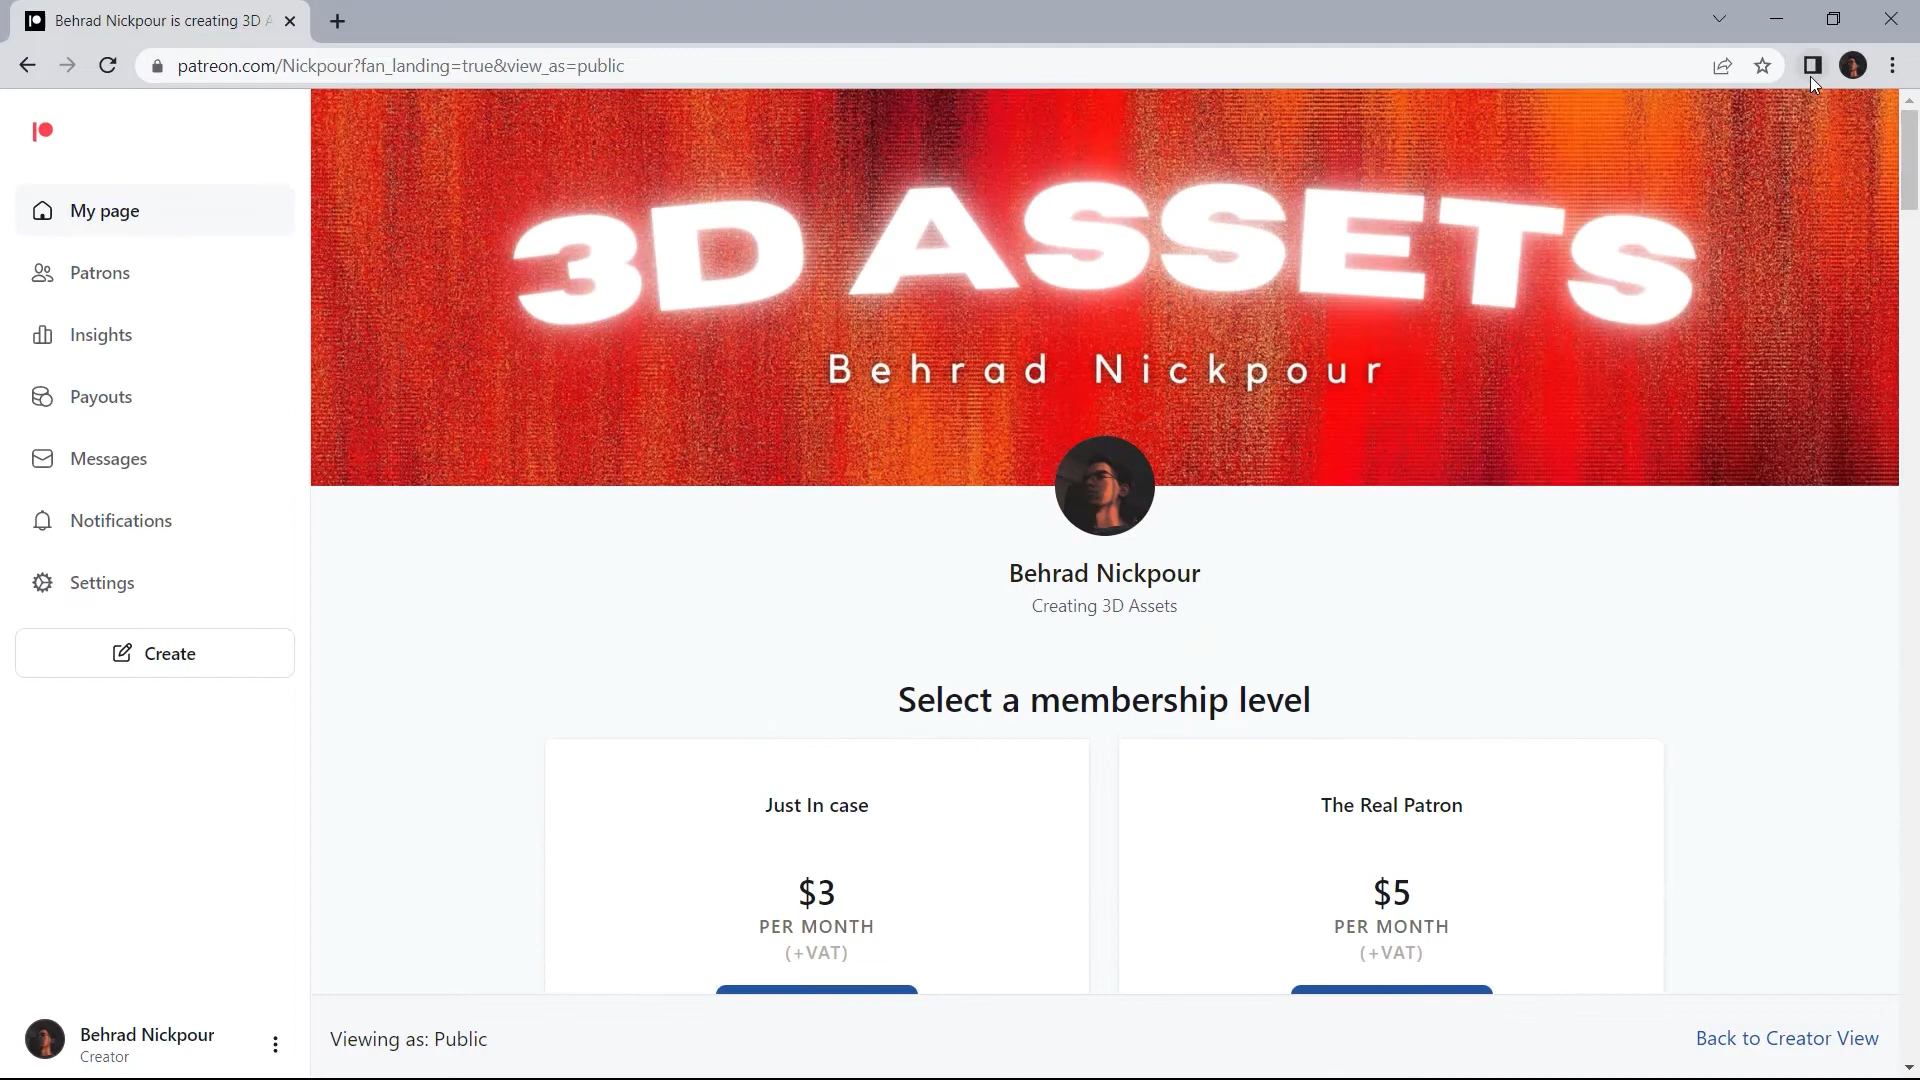 Behrad Nickpour is creating 3D A
patreon.com/Nickpour?fan_landing=true&view_as=public
My page
Patrons
Insights
Payouts
Messages
Notifications
Settings
Create
Behrad Nickpour
Creator
3D ASSETS
Behrad Nickpour
Behrad Nickpour
Creating 3D Assets
Select a membership level
Just In case
$3
PER MONTH
(+VAT)
The Real Patron
$5
PER MONTH
(+VAT)
Viewing as: Public
Back to Creator View